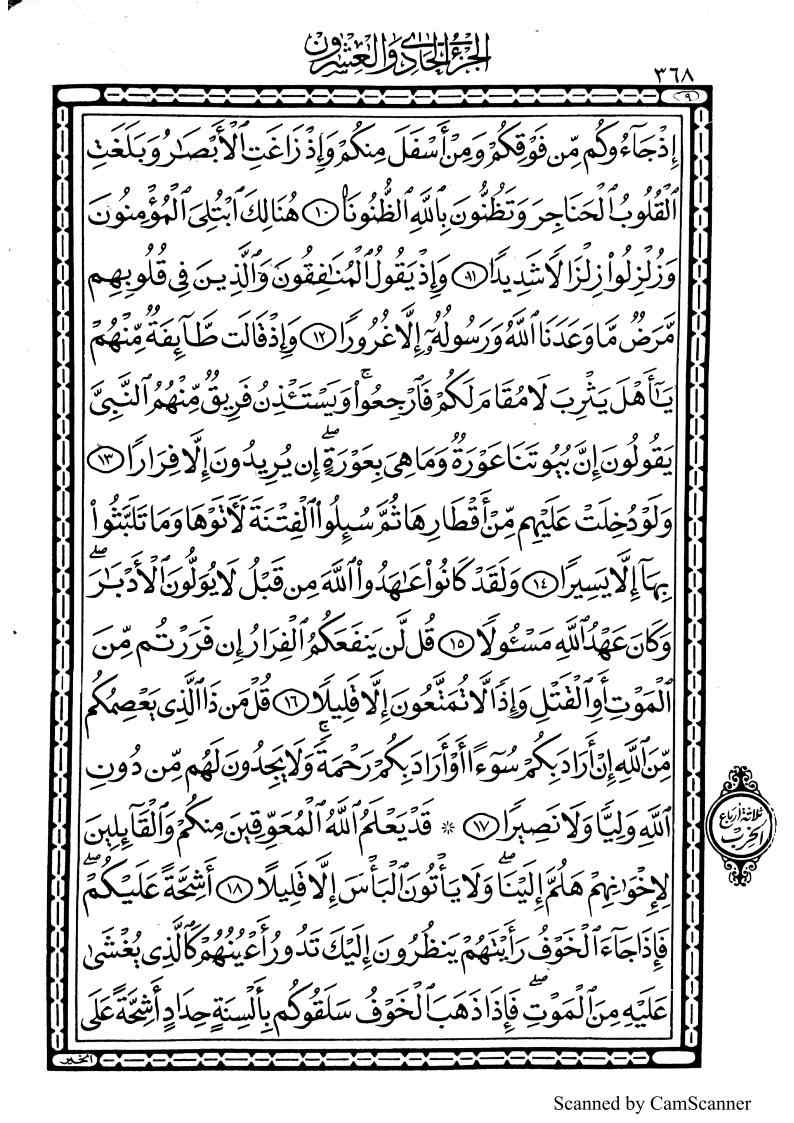 الجزء الحادي والعشرون
٣٦٨
٩
إِذْ جَآءُوكُم مِّن فَوْقِكُمْ وَمِنْ أَسْفَلَ مِنكُمْ وَإِذْ زَاغَتِ ٱلْأَبْصَٰرُ وَبَلَغَتِ
ٱلْقُلُوبُ ٱلْحَنَاجِرَ وَتَظُنُّونَ بِٱللَّهِ ٱلظُّنُونَا۠ ١٠ هُنَالِكَ ٱبْتُلِىَ ٱلْمُؤْمِنُونَ
وَزُلْزِلُوا۟ زِلْزَالًا شَدِيدًا ١١ وَإِذْ يَقُولُ ٱلْمُنَٰفِقُونَ وَٱلَّذِينَ فِى قُلُوبِهِم
مَّرَضٌ مَّا وَعَدَنَا ٱللَّهُ وَرَسُولُهُۥٓ إِلَّا غُرُورًا ١٢ وَإِذْ قَالَت طَّآئِفَةٌ مِّنْهُمْ
يَٰٓأَهْلَ يَثْرِبَ لَا مُقَامَ لَكُمْ فَٱرْجِعُوا۟ۚ وَيَسْتَـْٔذِنُ فَرِيقٌ مِّنْهُمُ ٱلنَّبِىَّ
يَقُولُونَ إِنَّ بُيُوتَنَا عَوْرَةٌ وَمَا هِىَ بِعَوْرَةٍۖ إِن يُرِيدُونَ إِلَّا فِرَارًا ١٣
وَلَوْ دُخِلَتْ عَلَيْهِم مِّنْ أَقْطَارِهَا ثُمَّ سُئِلُوا۟ ٱلْفِتْنَةَ لَـَٔاتَوْهَا وَمَا تَلَبَّثُوا۟
بِهَآ إِلَّا يَسِيرًا ١٤ وَلَقَدْ كَانُوا۟ عَٰهَدُوا۟ ٱللَّهَ مِن قَبْلُ لَا يُوَلُّونَ ٱلْأَدْبَٰرَۖ
وَكَانَ عَهْدُ ٱللَّهِ مَسْـُٔولًا ١٥ قُل لَّن يَنفَعَكُمُ ٱلْفِرَارُ إِن فَرَرْتُم مِّنَ
ٱلْمَوْتِ أَوِ ٱلْقَتْلِ وَإِذًا لَّا تُمَتَّعُونَ إِلَّا قَلِيلًا ١٦ قُلْ مَن ذَا ٱلَّذِى يَعْصِمُكُم
مِّنَ ٱللَّهِ إِنْ أَرَادَ بِكُمْ سُوٓءًا أَوْ أَرَادَ بِكُمْ رَحْمَةًۚ وَلَا يَجِدُونَ لَهُم مِّن دُونِ
ٱللَّهِ وَلِيًّا وَلَا نَصِيرًا ١٧ * قَدْ يَعْلَمُ ٱللَّهُ ٱلْمُعَوِّقِينَ مِنكُمْ وَٱلْقَآئِلِينَ
ثلاثة أرباع
الحزب
لِإِخْوَٰنِهِمْ هَلُمَّ إِلَيْنَاۖ وَلَا يَأْتُونَ ٱلْبَأْسَ إِلَّا قَلِيلًا ١٨ أَشِحَّةً عَلَيْكُمْۖ
فَإِذَا جَآءَ ٱلْخَوْفُ رَأَيْتَهُمْ يَنظُرُونَ إِلَيْكَ تَدُورُ أَعْيُنُهُمْ كَٱلَّذِى يُغْشَىٰ
عَلَيْهِ مِنَ ٱلْمَوْتِۖ فَإِذَا ذَهَبَ ٱلْخَوْفُ سَلَقُوكُم بِأَلْسِنَةٍ حِدَادٍ أَشِحَّةً عَلَى
الخير
Scanned by CamScanner